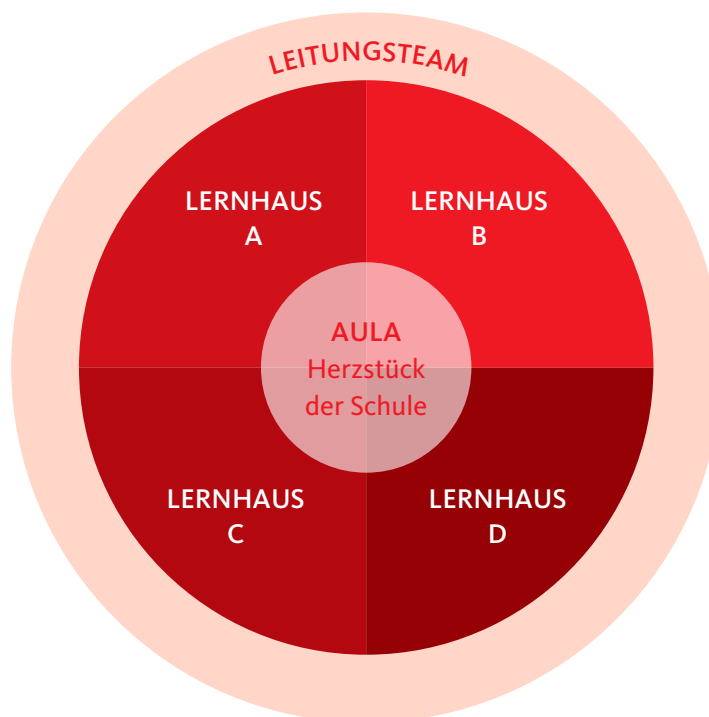 LEITUNGSTEAM
LERNHAUS
A
LERNHAUS
B
AULA
Herzstück
der Schule
LERNHAUS
C
LERNHAUS
D